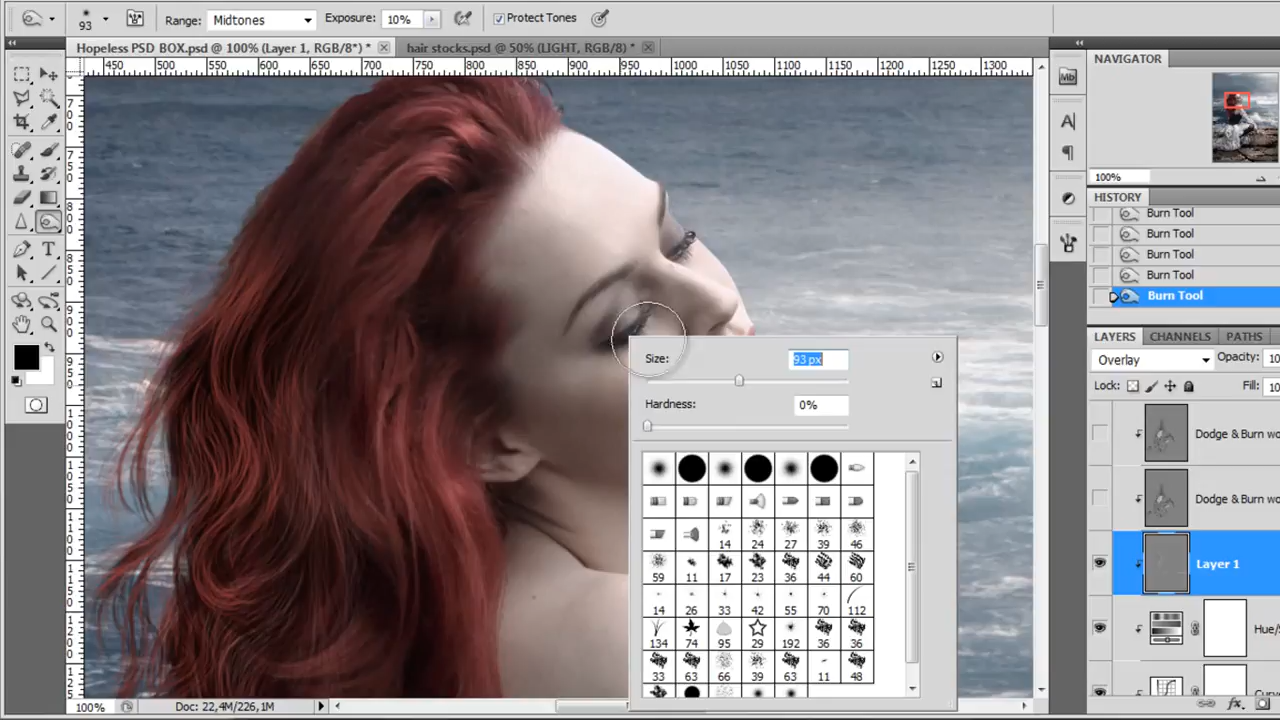 93 Range: Midtones Exposure: 10% Protect Tones
Hopeless PSD BOX.psd @ 100% (Layer 1, RGB/8*) * hair stocks.psd @ 50% (LIGHT, RGB/8) *
450 500 550 600 650 700 750 800 850 900 950 1000 1050 1100 1150 1200 1250 1300
NAVIGATOR
100%
HISTORY
Burn Tool
Burn Tool
Burn Tool
Burn Tool
Burn Tool
LAYERS CHANNELS PATHS
Overlay Opacity: 10
Lock: Fill: 10
Dodge & Burn wo
Dodge & Burn wo
Layer 1
Hue/S
Curv
Size: 93 px
Hardness: 0%
14 24 27 39 46
59 11 17 23 36 44 60
14 26 33 42 55 70 112
134 74 95 29 192 36 36
33 63 66 39 63 11 48
100% Doc: 22,4M/226,1M